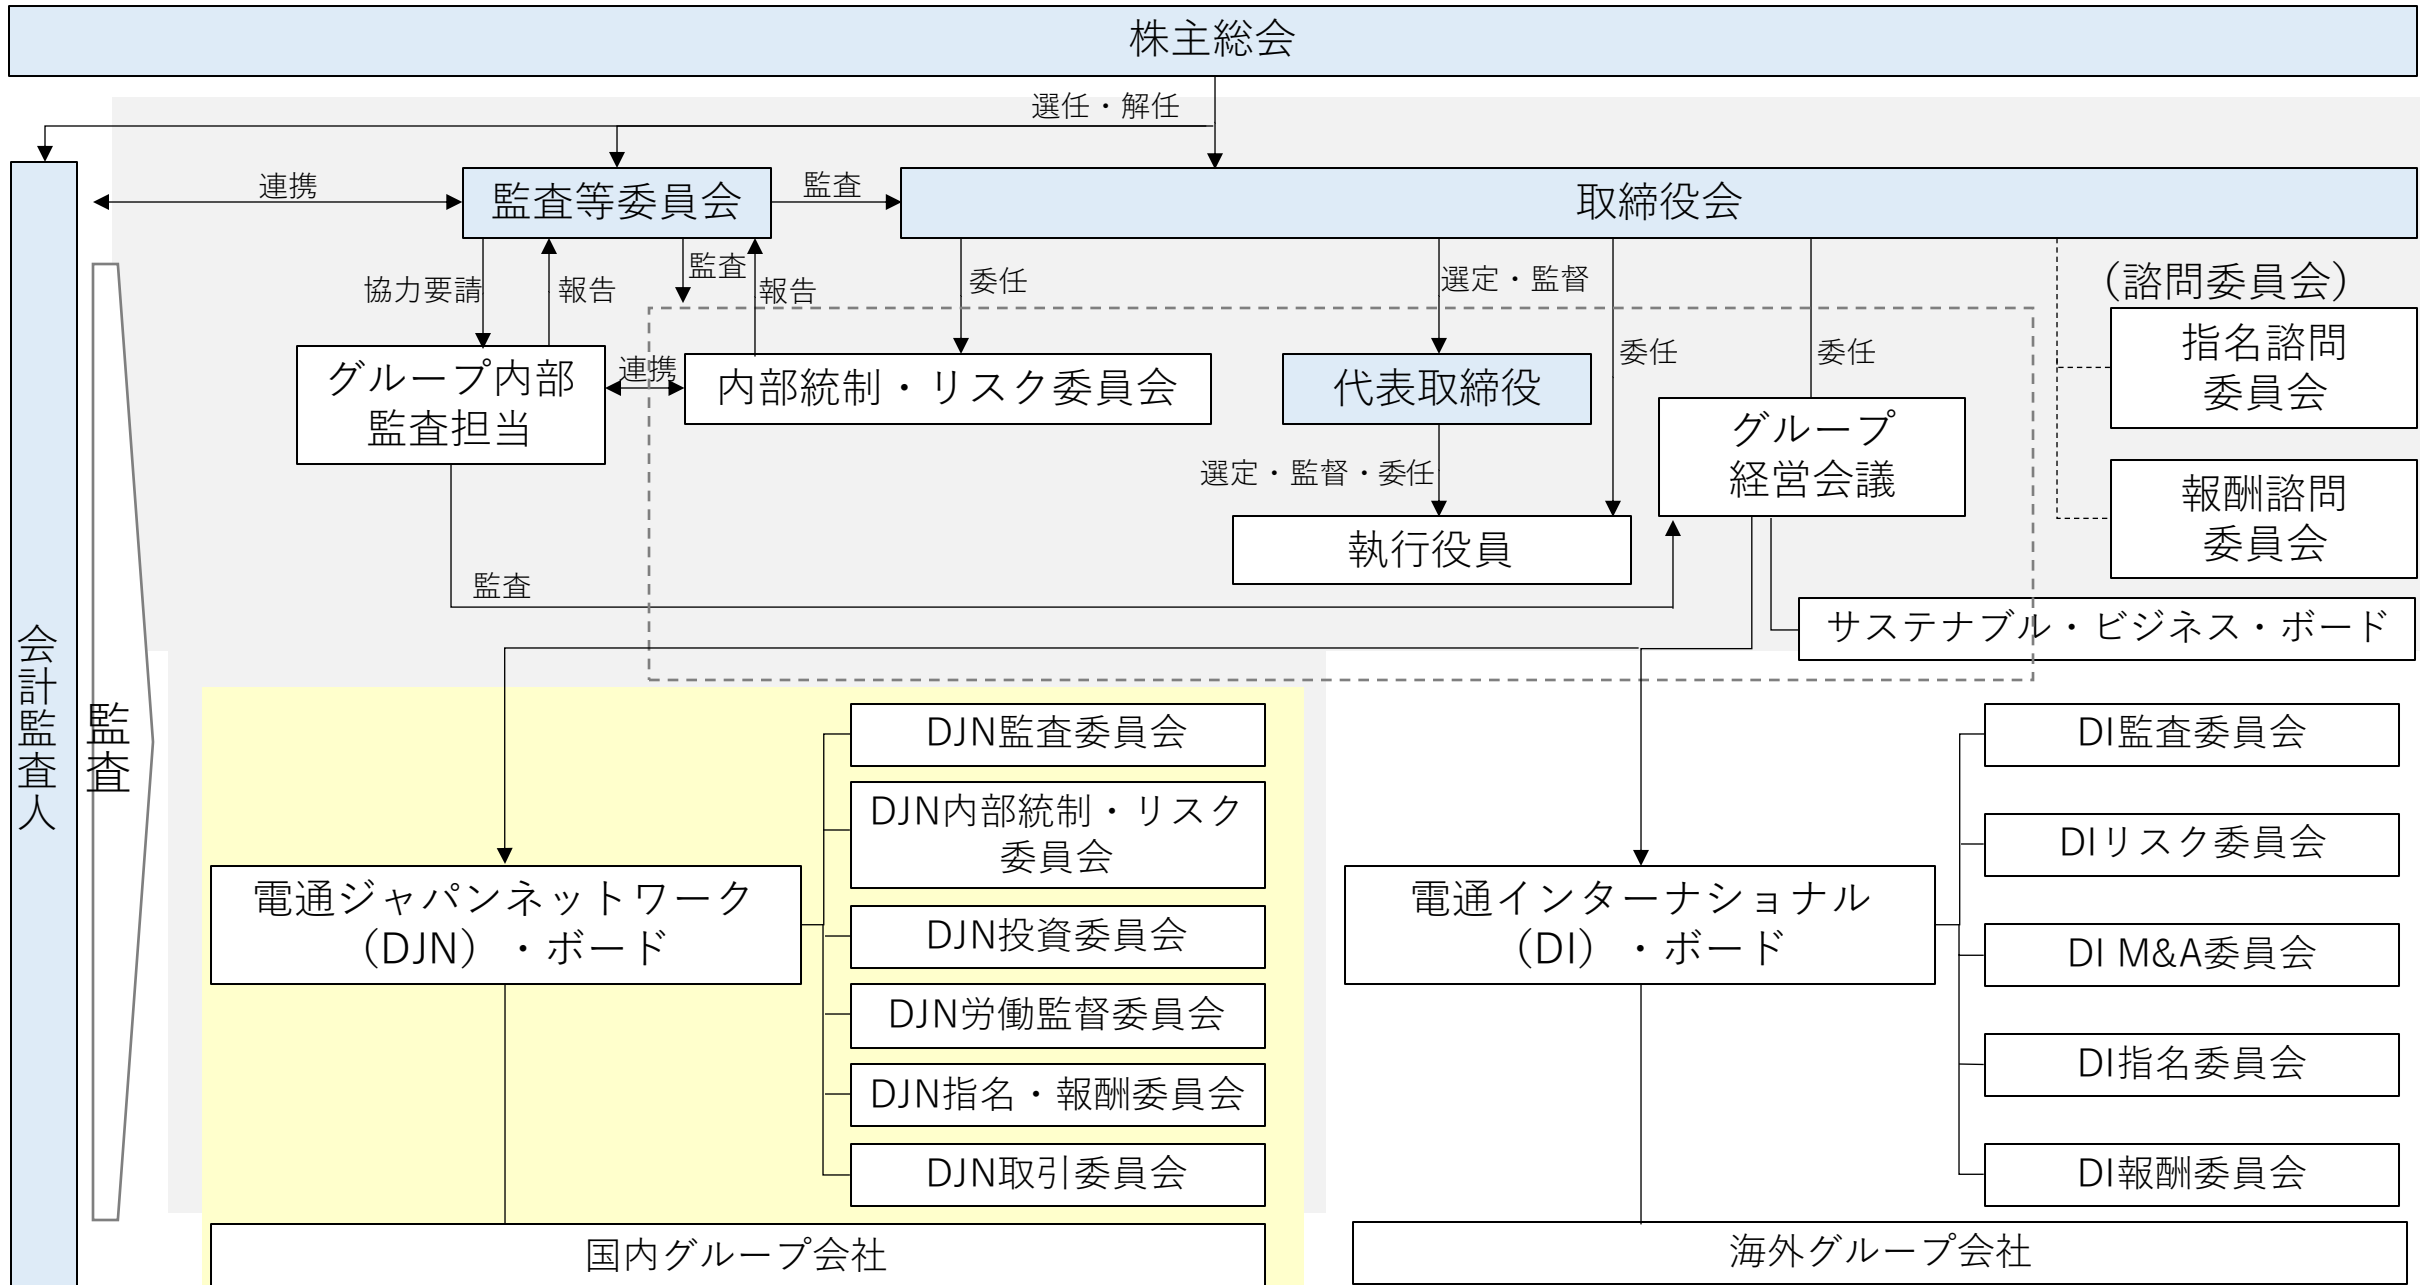 株主総会
選任・解任
連携
監査等委員会
監査
取締役会
協力要請
報告
監査
報告
委任
選定・監督
委任
委任
（諮問委員会）
指名諮問
委員会
報酬諮問
委員会
グループ内部
監査担当
連携
内部統制・リスク委員会
代表取締役
グループ
経営会議
選定・監督・委任
執行役員
監査
サステナブル・ビジネス・ボード
会計監査人
監査
電通ジャパンネットワーク
（DJN）・ボード
DJN監査委員会
DJN内部統制・リスク
委員会
DJN投資委員会
DJN労働監督委員会
DJN指名・報酬委員会
DJN取引委員会
国内グループ会社
電通インターナショナル
（DI）・ボード
DI監査委員会
DIリスク委員会
DI M&A委員会
DI指名委員会
DI報酬委員会
海外グループ会社